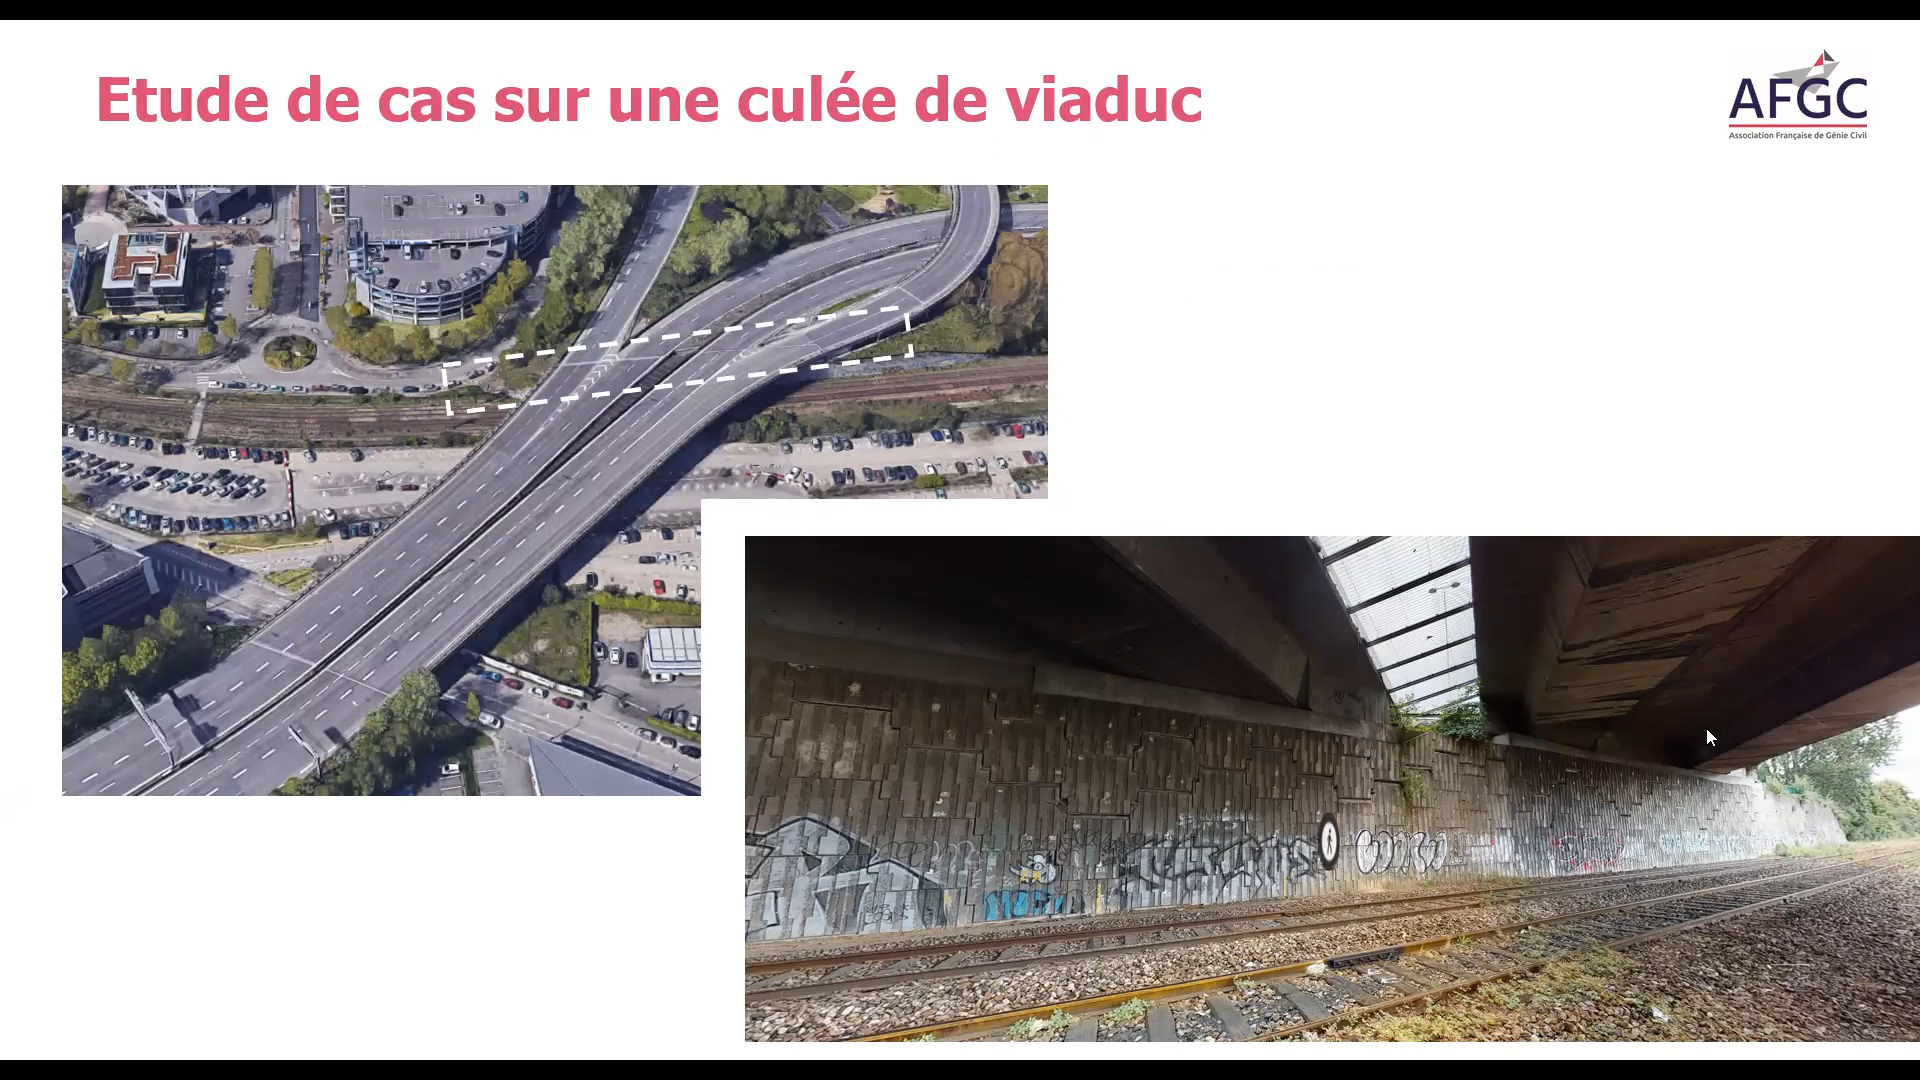 Etude de cas sur une culée de viaduc
AFGC
Association Française de Génie Civil